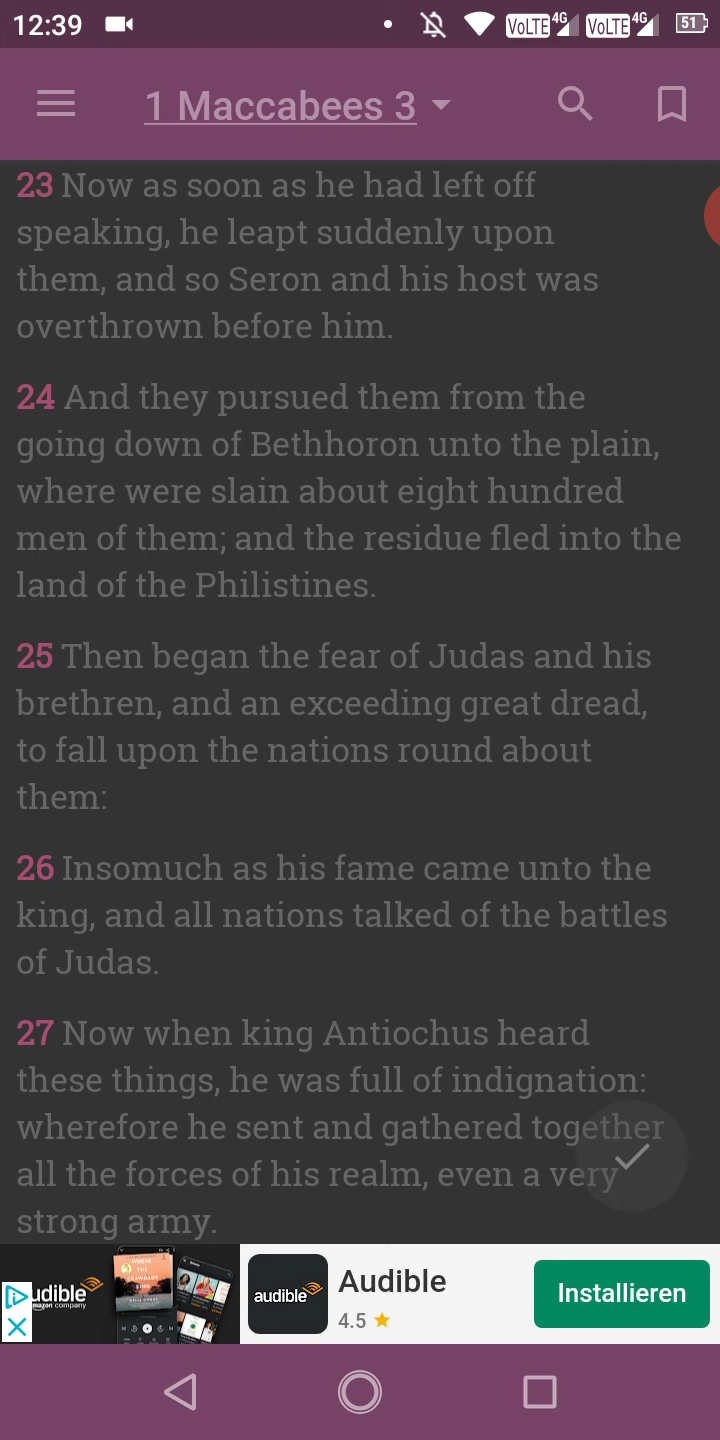 12:39
VoLTE 4G VoLTE 4G 51
1 Maccabees 3
23 Now as soon as he had left off
speaking, he leapt suddenly upon
them, and so Seron and his host was
overthrown before him.
24 And they pursued them from the
going down of Bethhoron unto the plain,
where were slain about eight hundred
men of them; and the residue fled into the
land of the Philistines.
25 Then began the fear of Judas and his
brethren, and an exceeding great dread,
to fall upon the nations round about
them:
26 Insomuch as his fame came unto the
king, and all nations talked of the battles
of Judas.
27 Now when king Antiochus heard
these things, he was full of indignation:
wherefore he sent and gathered together
all the forces of his realm, even a very
strong army.
udible
amazon company
WHERE
THE
CRAWDADS
SING
audible
Audible
4.5
Installieren